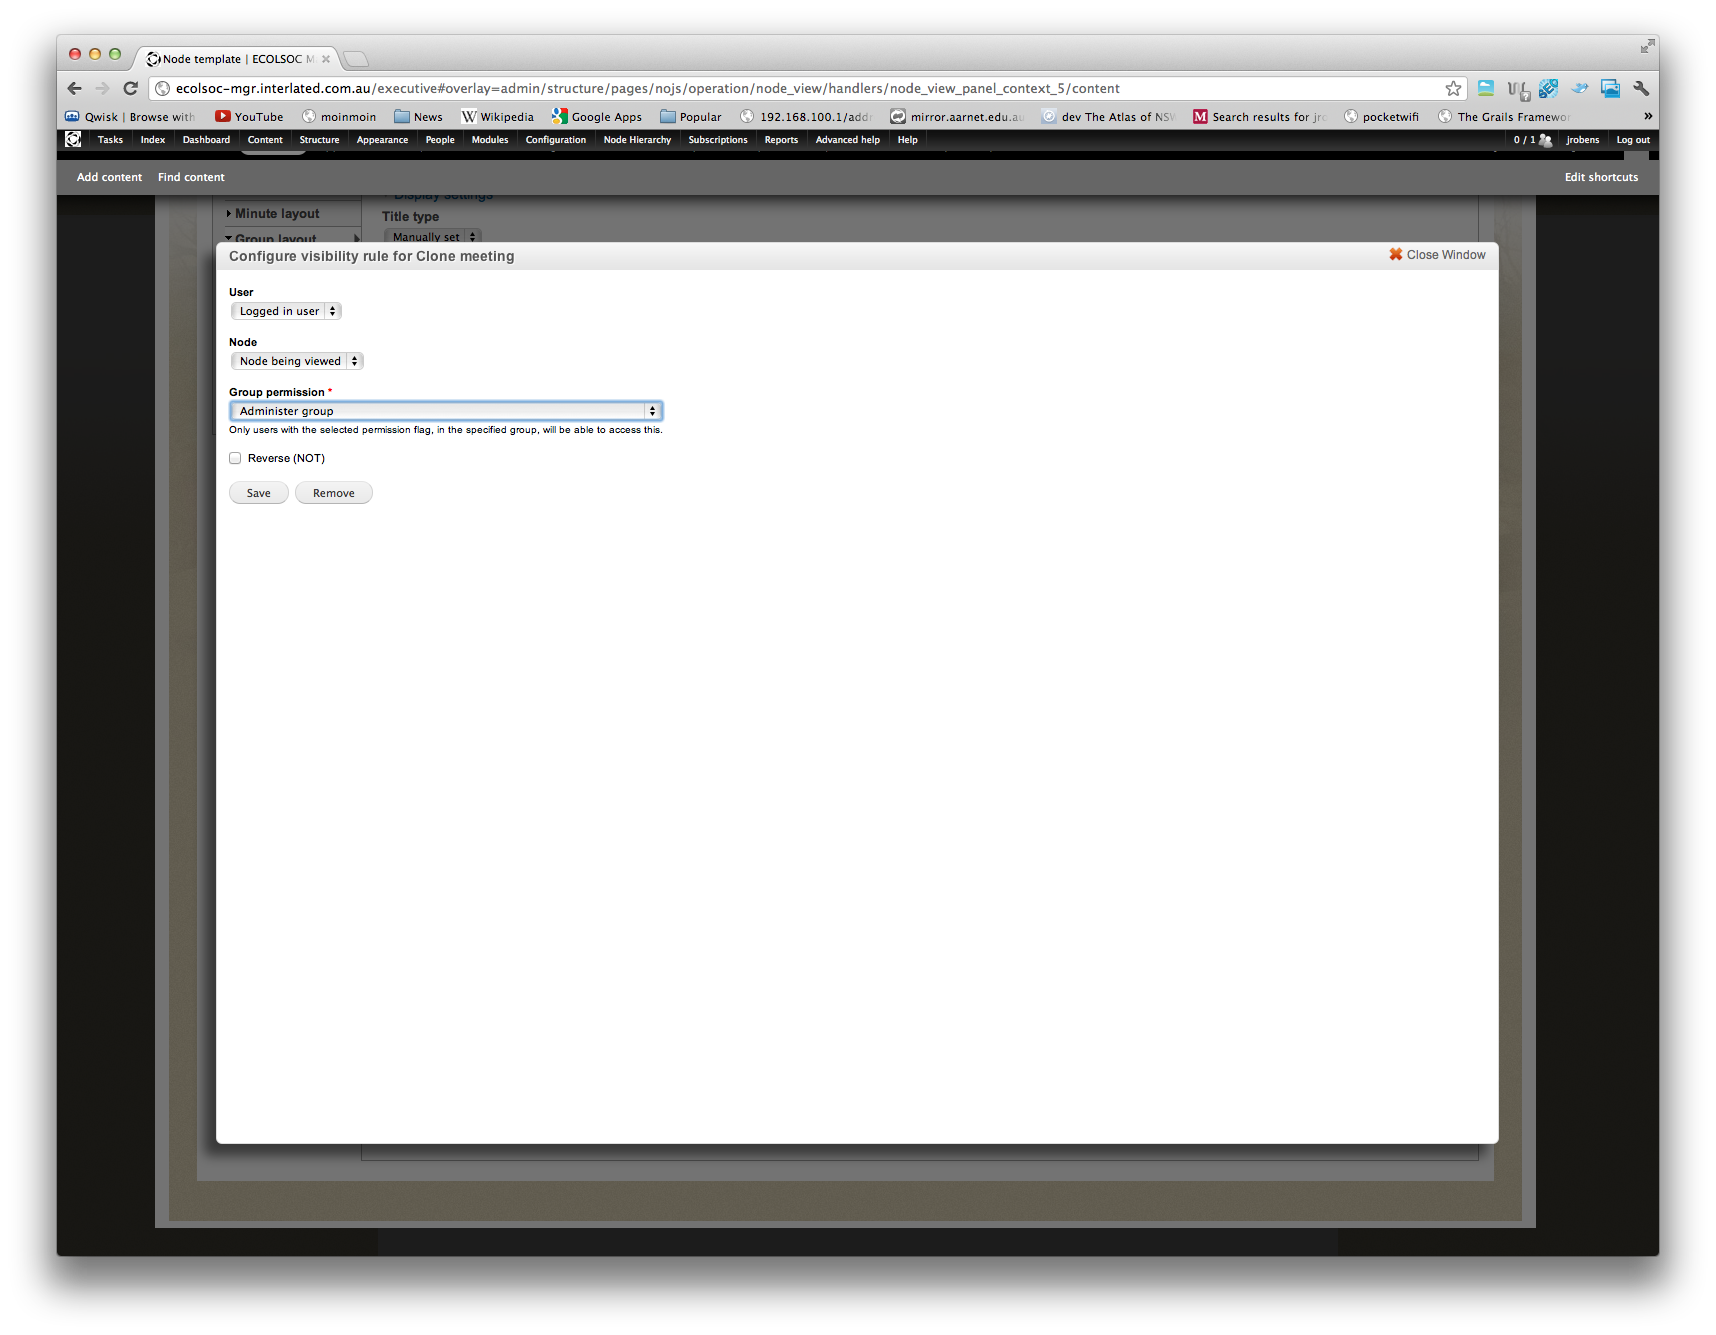 Node template | ECOLSOC M
ecolsoc-mgr.interlated.com.au/executive#overlay=admin/structure/pages/nojs/operation/node_view/handlers/node_view_panel_context_5/content
Qwisk | Browse with YouTube moinmoin News Wikipedia Google Apps Popular 192.168.100.1/addr mirror.aarnet.edu.au dev The Atlas of NSW Search results for jro pocketwifi The Grails Framewor »
Tasks Index Dashboard Content Structure Appearance People Modules Configuration Node Hierarchy Subscriptions Reports Advanced help Help 0 / 1 jrobens Log out
Add content Find content Edit shortcuts
Display settings
Minute layout Title type
Group layout Manually set
Configure visibility rule for Clone meeting Close Window
User
Logged in user
Node
Node being viewed
Group permission *
Administer group
Only users with the selected permission flag, in the specified group, will be able to access this.
Reverse (NOT)
Save Remove